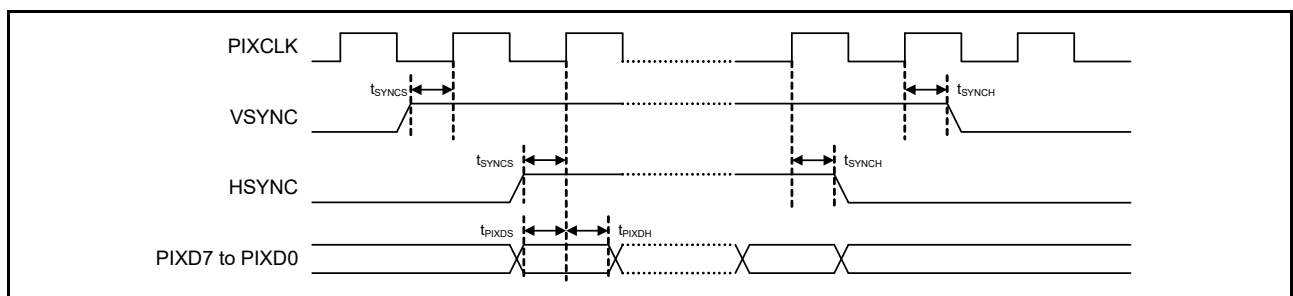 PIXCLK
tSYNCS
tSYNCH
VSYNC
tSYNCS
tSYNCH
HSYNC
tPIXDS
tPIXDH
PIXD7 to PIXD0